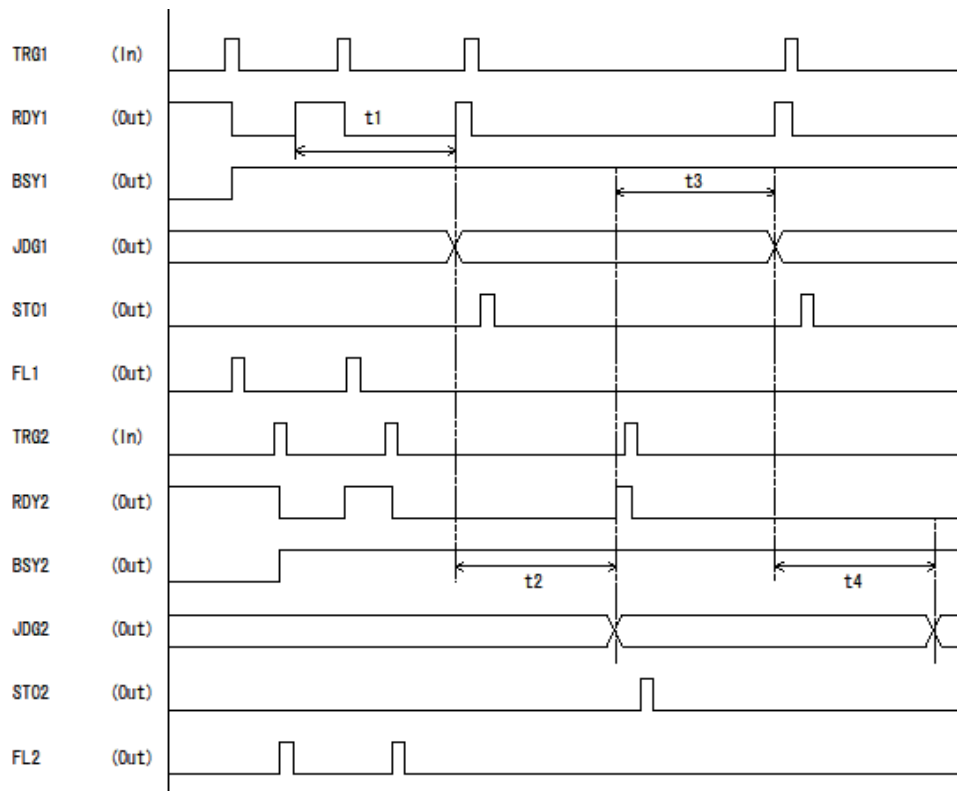 TRG1 (In)
RDY1 (Out) t1
BSY1 (Out) t3
JDG1 (Out)
STO1 (Out)
FL1 (Out)
TRG2 (In)
RDY2 (Out)
BSY2 (Out) t2 t4
JDG2 (Out)
STO2 (Out)
FL2 (Out)